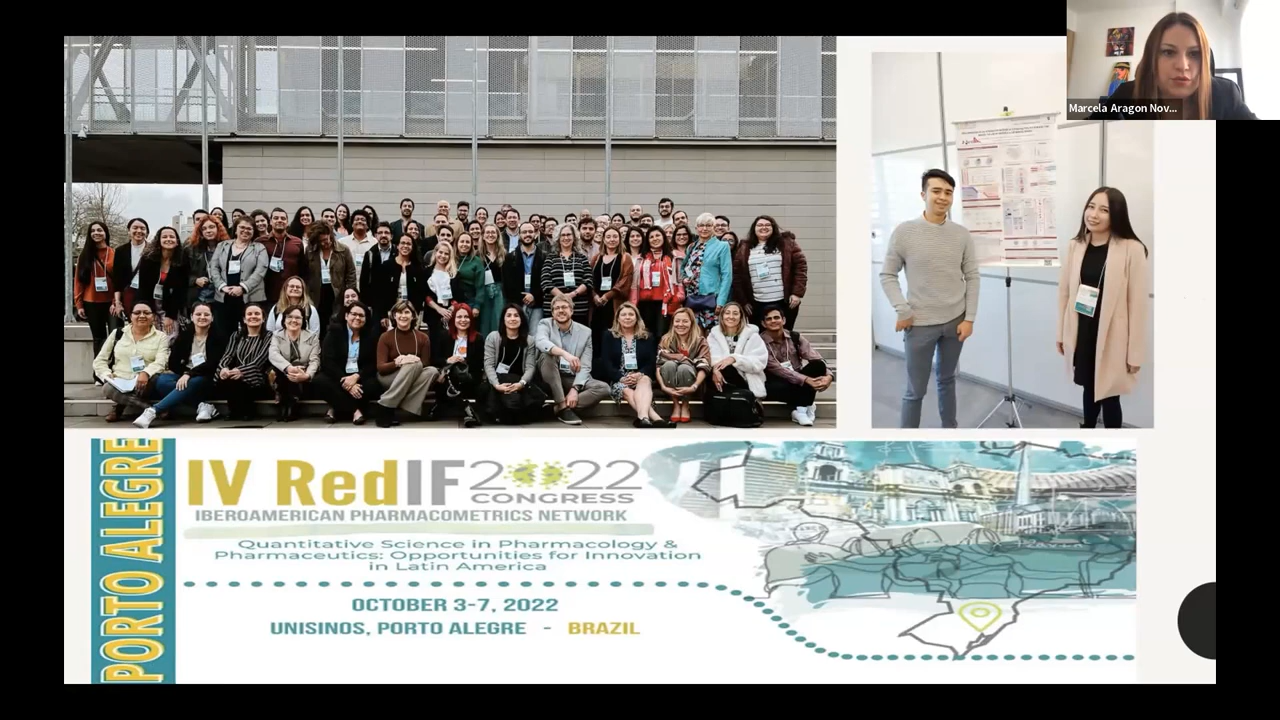 Marcela Aragon Nov...
PORTO ALEGRE
IV RedIF2022
CONGRESS
IBEROAMERICAN PHARMACOMETRICS NETWORK
Quantitative Science in Pharmacology &
Pharmaceutics: Opportunities for Innovation
in Latin America
OCTOBER 3-7, 2022
UNISINOS, PORTO ALEGRE - BRAZIL